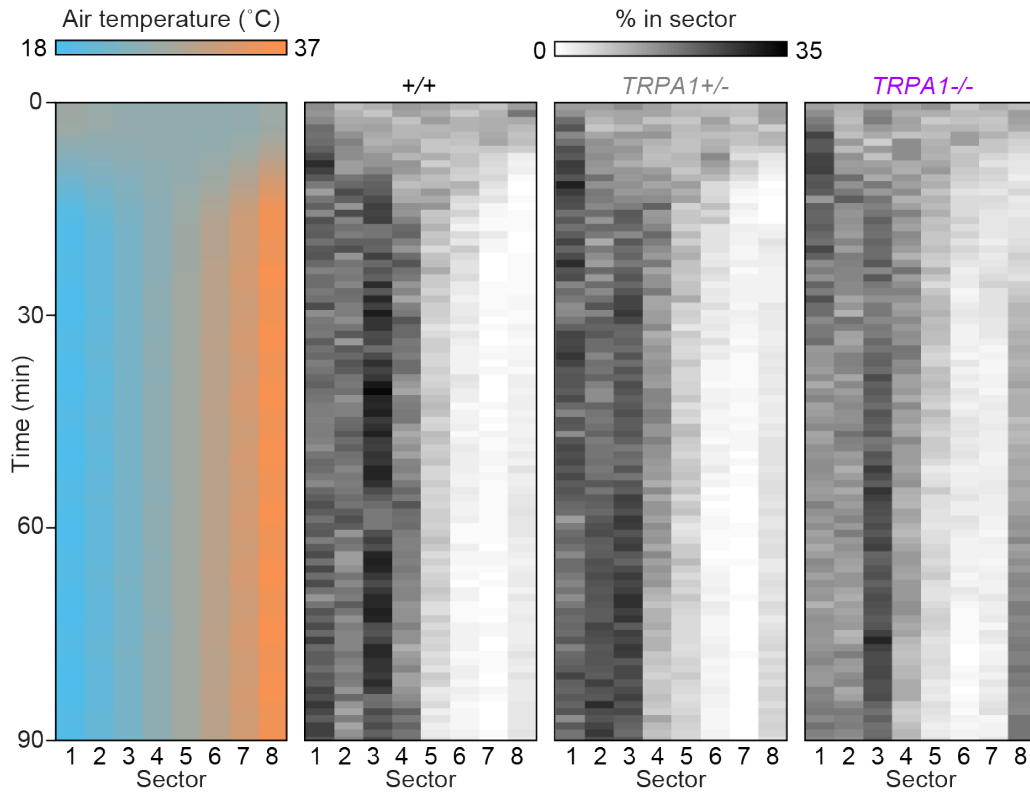 Air temperature (°C)
18 37
% in sector
0 35
+/+
TRPA1+/-
TRPA1-/-
Time (min)
0
30
60
90
1 2 3 4 5 6 7 8
Sector
1 2 3 4 5 6 7 8
Sector
1 2 3 4 5 6 7 8
Sector
1 2 3 4 5 6 7 8
Sector